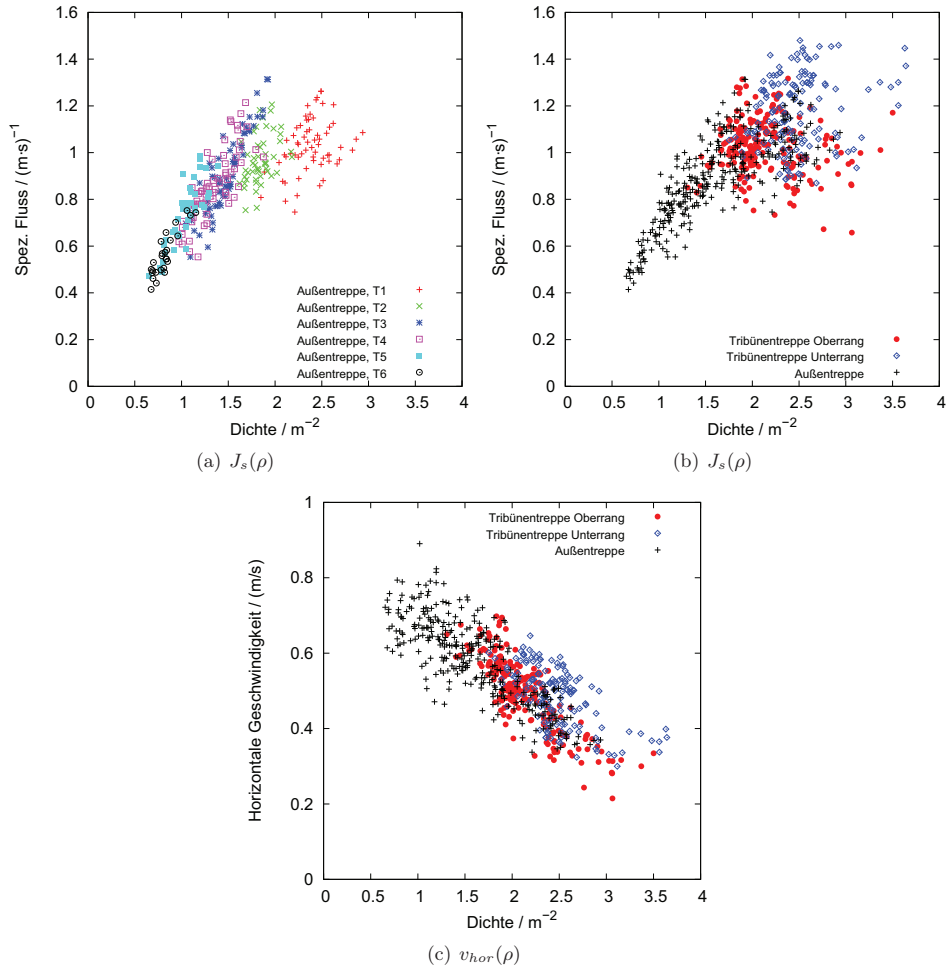 1.6
1.4
1.2
1
0.8
0.6
0.4
0.2
0
Spez. Fluss / (m·s)⁻¹
Außentreppe, T1
Außentreppe, T2
Außentreppe, T3
Außentreppe, T4
Außentreppe, T5
Außentreppe, T6
0 0.5 1 1.5 2 2.5 3 3.5 4
Dichte / m⁻²
(a) Jₛ(ρ)
1.6
1.4
1.2
1
0.8
0.6
0.4
0.2
0
Spez. Fluss / (m·s)⁻¹
Tribünentreppe Oberrang
Tribünentreppe Unterrang
Außentreppe
0 0.5 1 1.5 2 2.5 3 3.5 4
Dichte / m⁻²
(b) Jₛ(ρ)
1
0.8
0.6
0.4
0.2
0
Horizontale Geschwindigkeit / (m/s)
Tribünentreppe Oberrang
Tribünentreppe Unterrang
Außentreppe
0 0.5 1 1.5 2 2.5 3 3.5 4
Dichte / m⁻²
(c) v_hor(ρ)